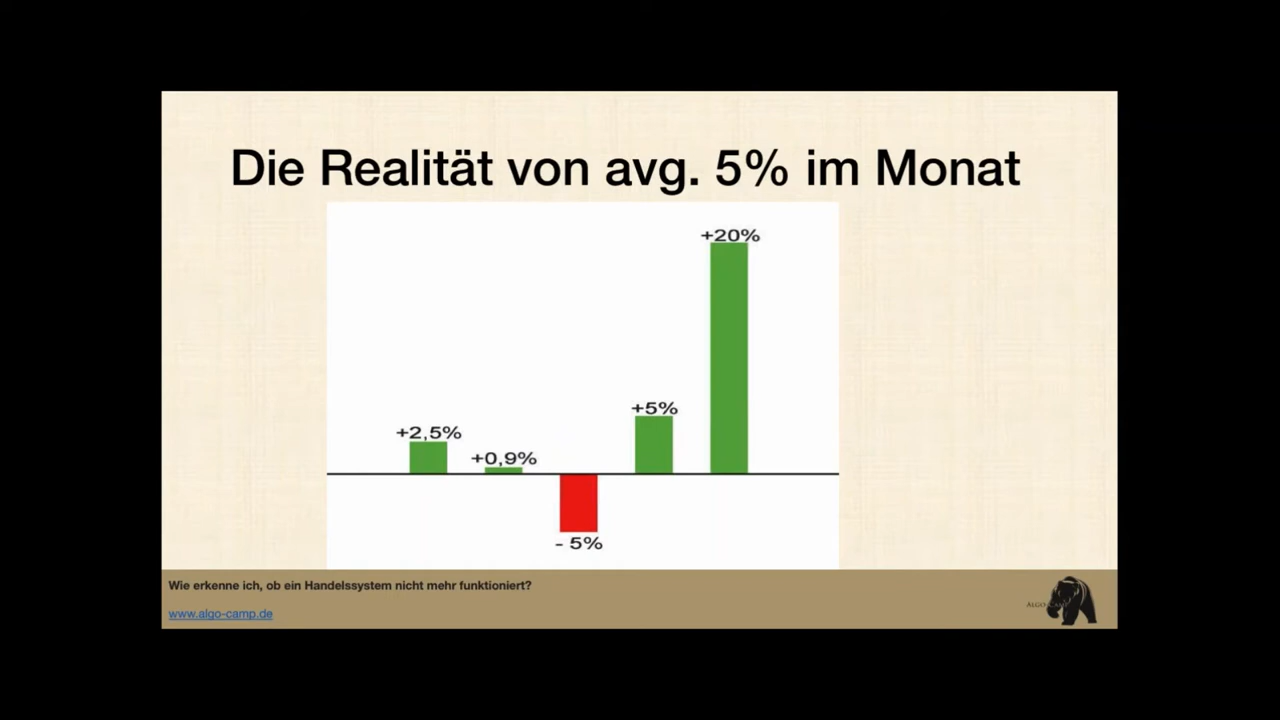 Die Realität von avg. 5% im Monat
+20%
+5%
+2,5%
+0,9%
- 5%
Wie erkenne ich, ob ein Handelssystem nicht mehr funktioniert?
www.algo-camp.de